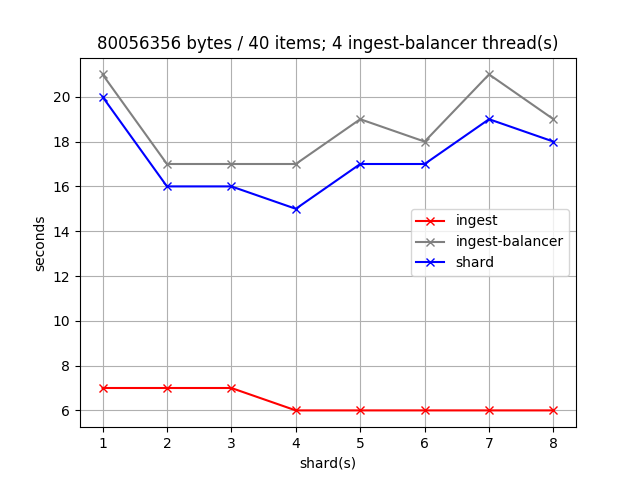 80056356 bytes / 40 items; 4 ingest-balancer thread(s)
20
18
16
14
12
10
8
6
seconds
ingest
ingest-balancer
shard
1 2 3 4 5 6 7 8
shard(s)